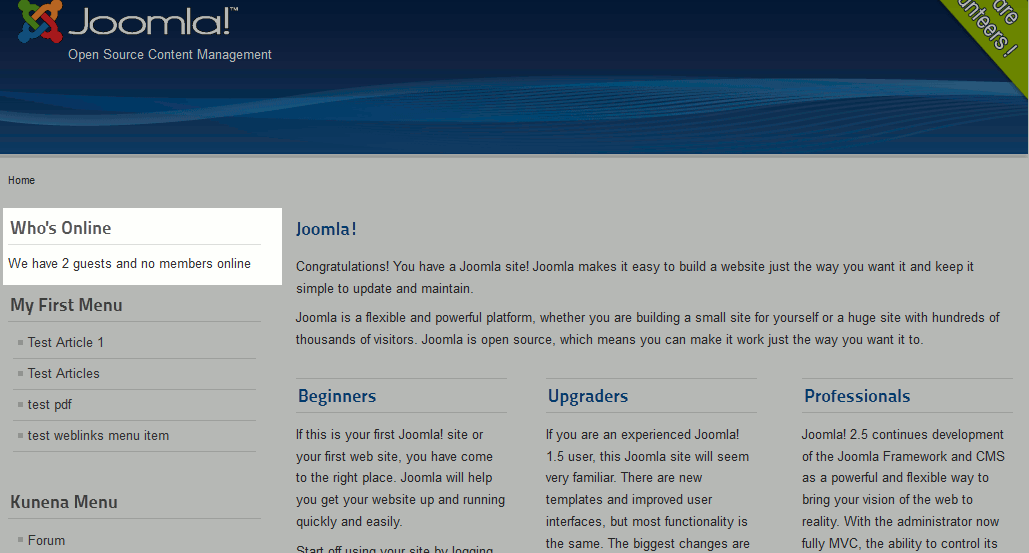 Joomla!™
Open Source Content Management
are
unteers !
Home
Who's Online
We have 2 guests and no members online
My First Menu
Test Article 1
Test Articles
test pdf
test weblinks menu item
Kunena Menu
Forum
Joomla!
Congratulations! You have a Joomla site! Joomla makes it easy to build a website just the way you want it and keep it
simple to update and maintain.
Joomla is a flexible and powerful platform, whether you are building a small site for yourself or a huge site with hundreds of
thousands of visitors. Joomla is open source, which means you can make it work just the way you want it to.
Beginners
If this is your first Joomla! site or
your first web site, you have come
to the right place. Joomla will help
you get your website up and running
quickly and easily.
Start off using your site by logging
Upgraders
If you are an experienced Joomla!
1.5 user, this Joomla site will seem
very familiar. There are new
templates and improved user
interfaces, but most functionality is
the same. The biggest changes are
Professionals
Joomla! 2.5 continues development
of the Joomla Framework and CMS
as a powerful and flexible way to
bring your vision of the web to
reality. With the administrator now
fully MVC, the ability to control its